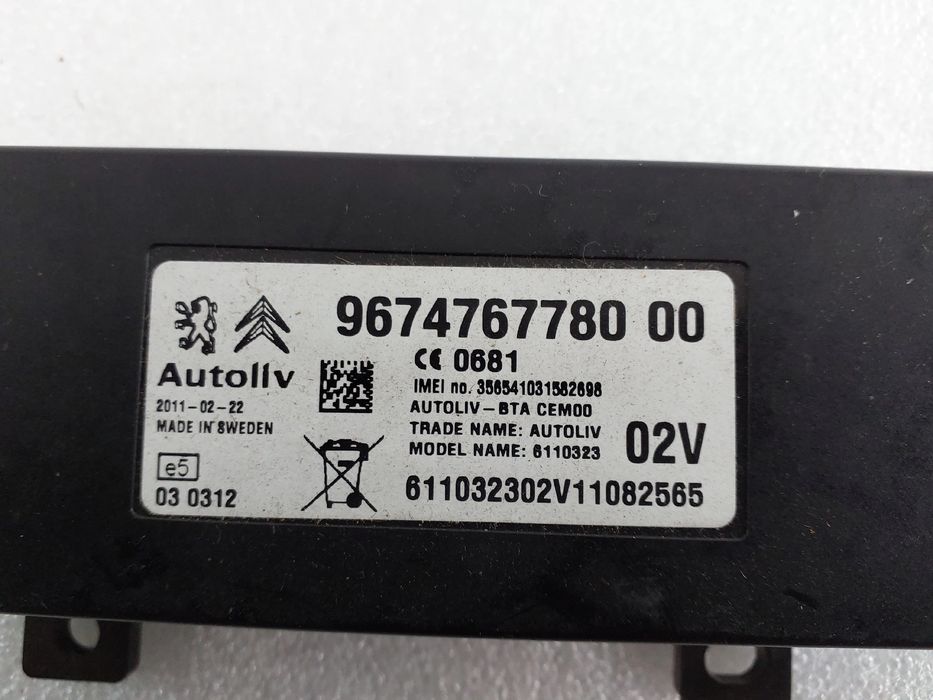 9674767780 00
CE 0681
Autoliv
IMEI no. 356541031582698
2011-02-22
AUTOLIV-BTA CEM00
MADE IN SWEDEN
TRADE NAME: AUTOLIV
02V
MODEL NAME: 6110323
e5
03 0312
611032302V11082565